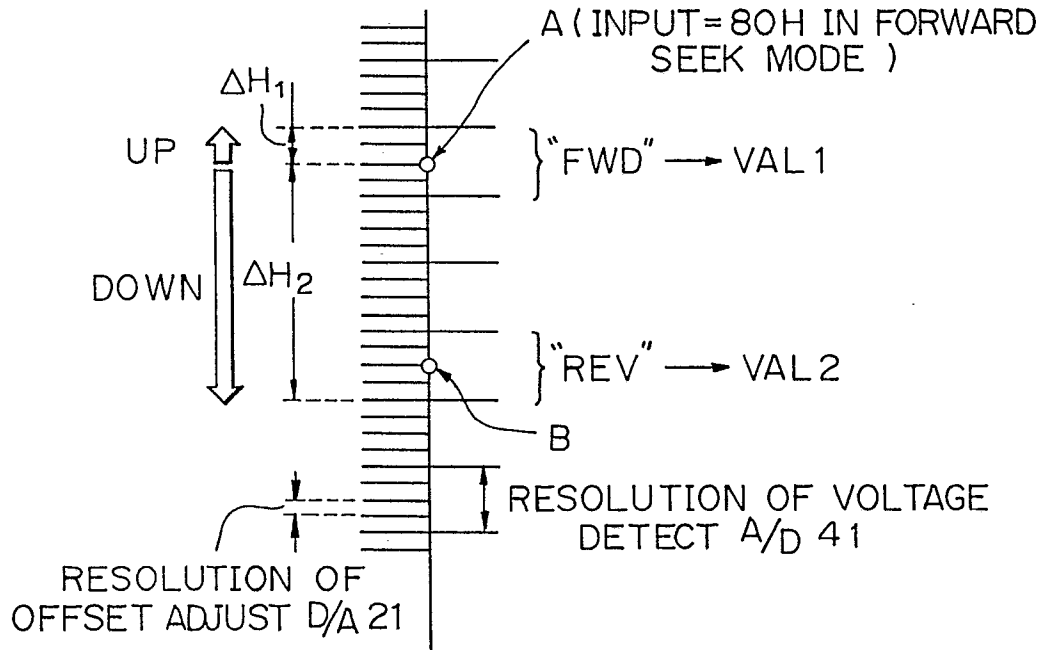 A (INPUT=80H IN FORWARD
SEEK MODE )
ΔH1
UP
"FWD" → VAL1
DOWN
ΔH2
"REV" → VAL2
B
RESOLUTION OF VOLTAGE
DETECT A/D 41
RESOLUTION OF
OFFSET ADJUST D/A 21